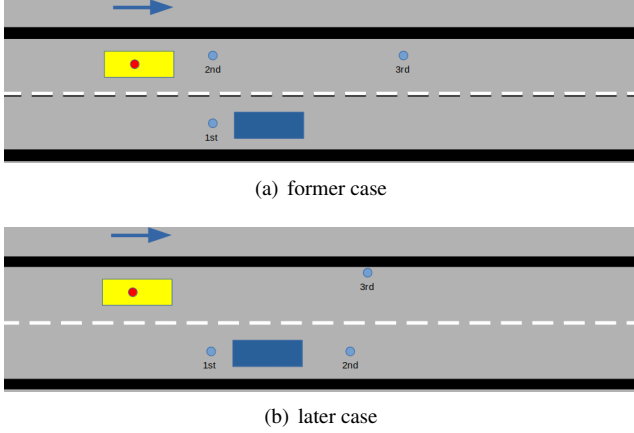 2nd
3rd
1st
(a) former case
3rd
1st
2nd
(b) later case